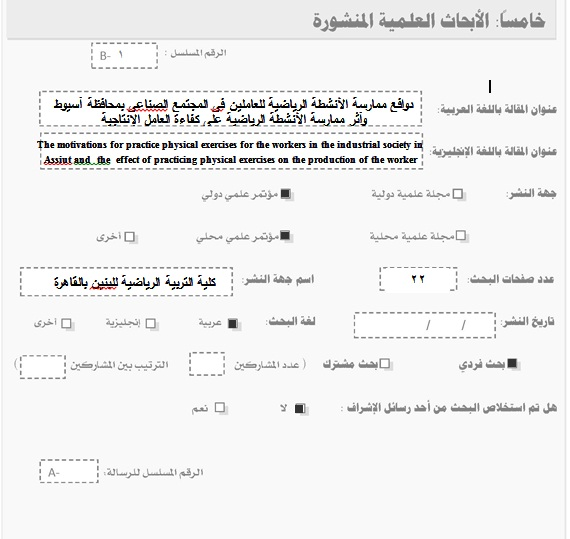 خامساً: الأبحاث العلمية المنشورة
الرقم المسلسل : B- ١
عنوان المقالة باللغة العربية: دوافع ممارسة الأنشطة الرياضية للعاملين فى المجتمع الصناعى بمحافظة أسيوط
وأثر ممارسة الأنشطة الرياضية على كفاءة العامل الانتاجية
عنوان المقالة باللغة الإنجليزية: The motivations for practice physical exercises for the workers in the industrial society in
Assiut and the effect of practicing physical exercises on the production of the worker
جهة النشر: مجلة علمية دولية مؤتمر علمي دولي
مجلة علمية محلية مؤتمر علمي محلي أخرى
عدد صفحات البحث: ٢٢ اسم جهة النشر: كلية التربية الرياضية للبنين بالقاهرة
تاريخ النشر: / / لغة البحث: عربية إنجليزية أخرى
بحث فردي بحث مشترك ( عدد المشاركين الترتيب بين المشاركين )
هل تم استخلاص البحث من أحد رسائل الإشراف : لا نعم
الرقم المسلسل للرسالة: A-